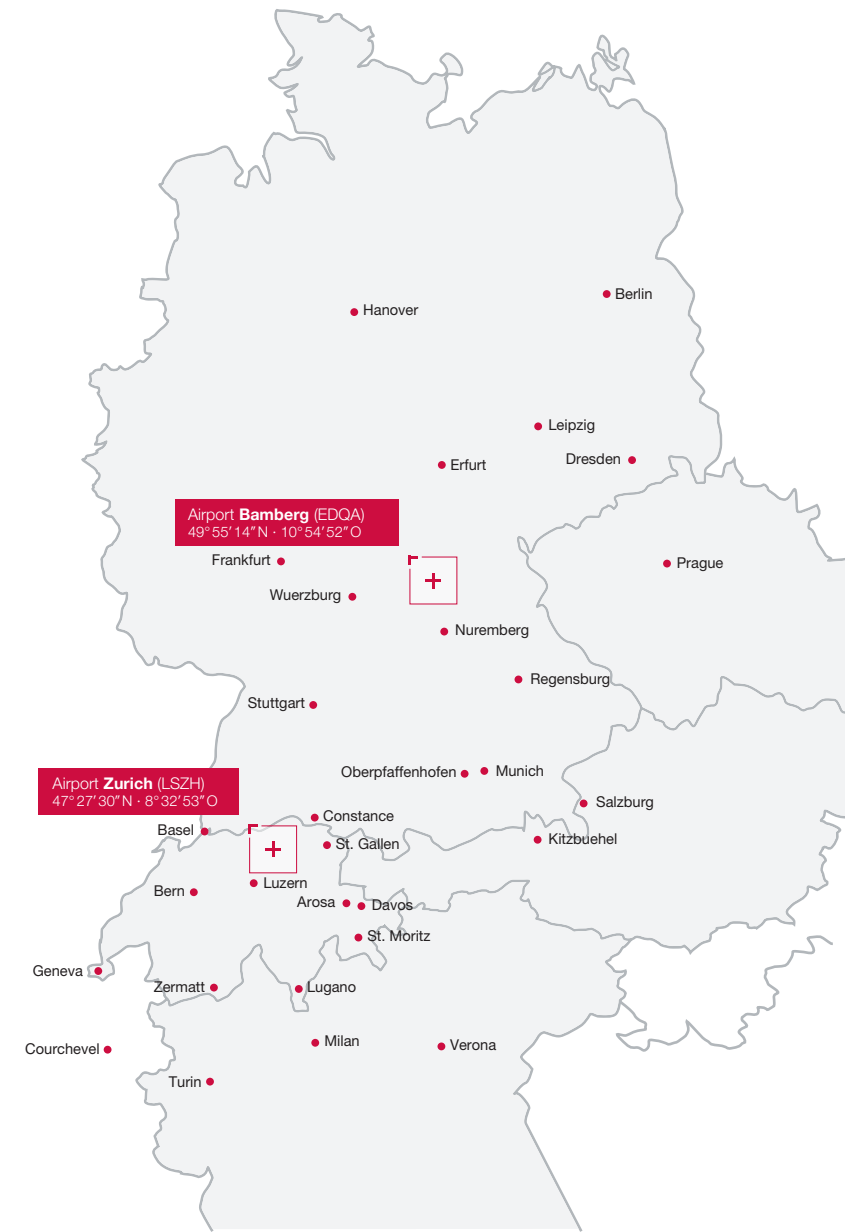 Berlin
Hanover
Leipzig
Dresden
Erfurt
Airport Bamberg (EDQA)
49° 55′ 14″ N · 10° 54′ 52″ O
Frankfurt
Prague
Wuerzburg
Nuremberg
Regensburg
Stuttgart
Oberpfaffenhofen
Munich
Airport Zurich (LSZH)
47° 27′ 30″ N · 8° 32′ 53″ O
Salzburg
Constance
Basel
Kitzbuehel
St. Gallen
Luzern
Bern
Arosa
Davos
St. Moritz
Geneva
Zermatt
Lugano
Milan
Verona
Courchevel
Turin